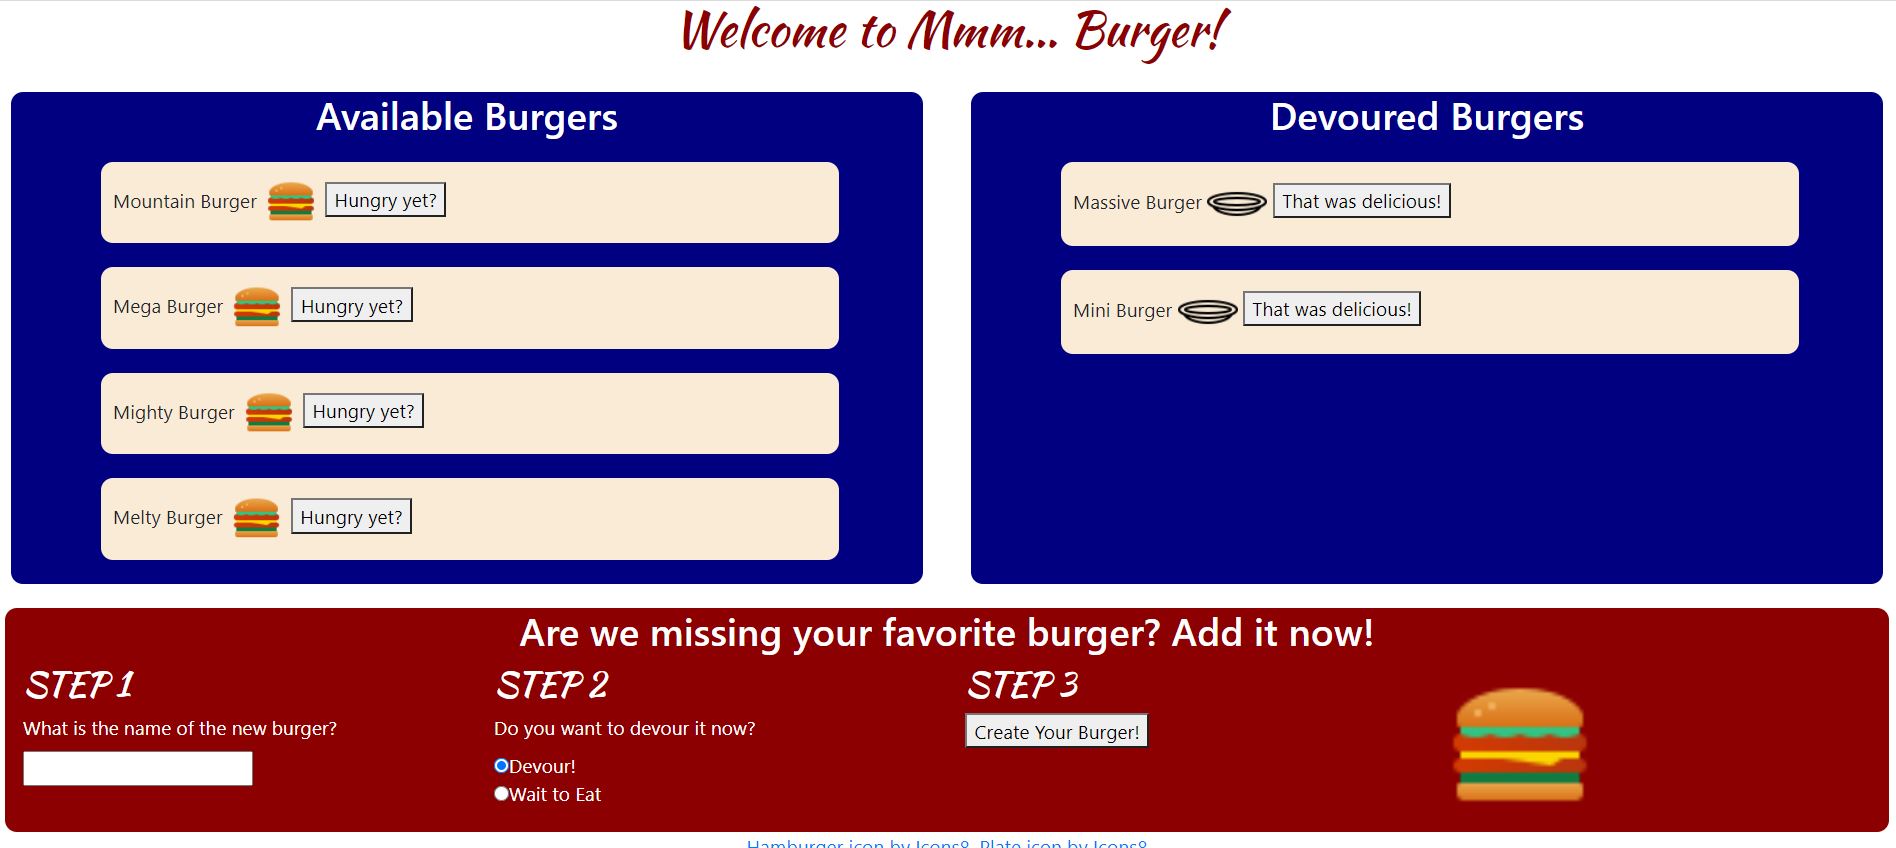 Welcome to Mmm... Burger!
Available Burgers
Mountain Burger Hungry yet?
Mega Burger Hungry yet?
Mighty Burger Hungry yet?
Melty Burger Hungry yet?
Devoured Burgers
Massive Burger That was delicious!
Mini Burger That was delicious!
Are we missing your favorite burger? Add it now!
STEP 1
What is the name of the new burger?
STEP 2
Do you want to devour it now?
Devour!
Wait to Eat
STEP 3
Create Your Burger!
Hamburger icon by Icons8 Plate icon by Icons8